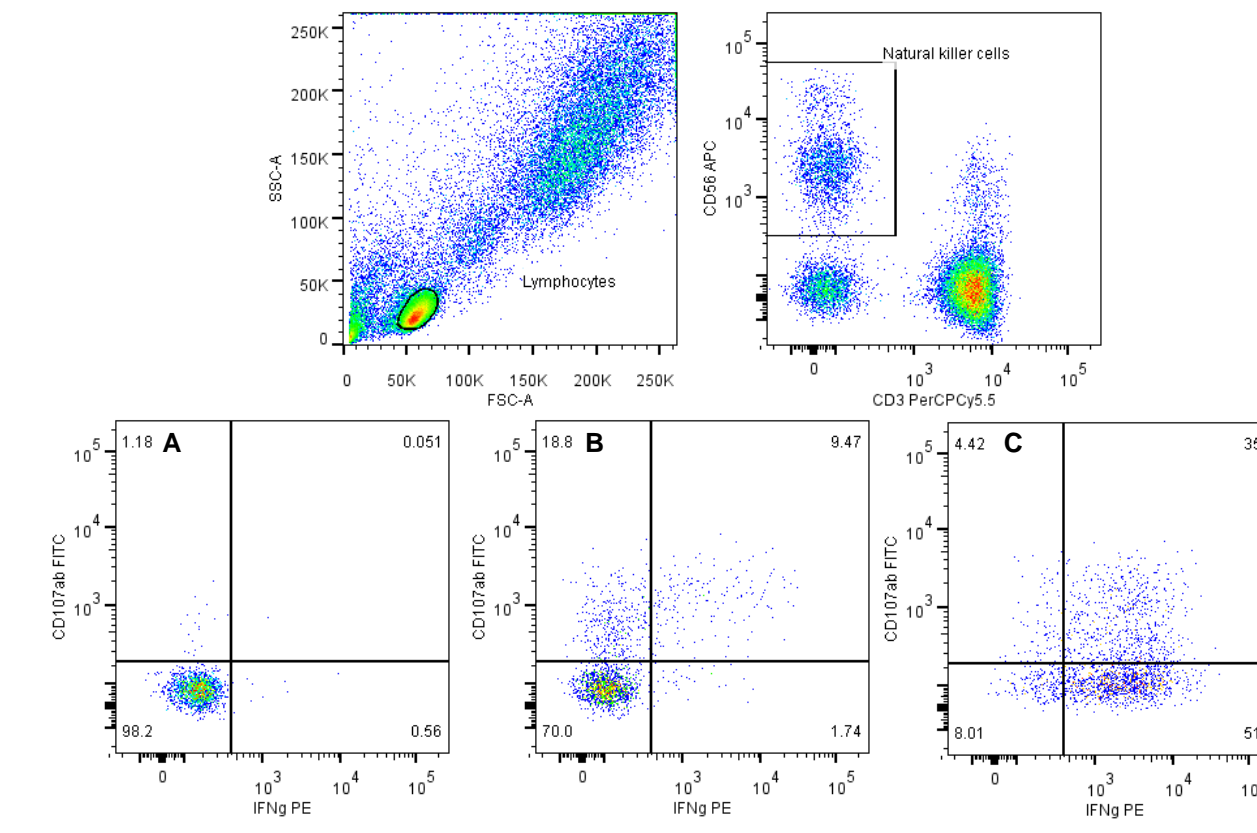 250K
200K
150K
100K
50K
0
SSC-A
Lymphocytes
0 50K 100K 150K 200K 250K
FSC-A
10^5
10^4
10^3
CD56 APC
Natural killer cells
0 10^3 10^4 10^5
CD3 PerCPCy5.5
1.18 A 0.051
10^5
10^4
10^3
CD107ab FITC
98.2 0.56
0 10^3 10^4 10^5
IFNg PE
18.8 B 9.47
10^5
10^4
10^3
CD107ab FITC
70.0 1.74
0 10^3 10^4 10^5
IFNg PE
4.42 C 35
10^5
10^4
10^3
CD107ab FITC
8.01 51
0 10^3 10^4
IFNg PE